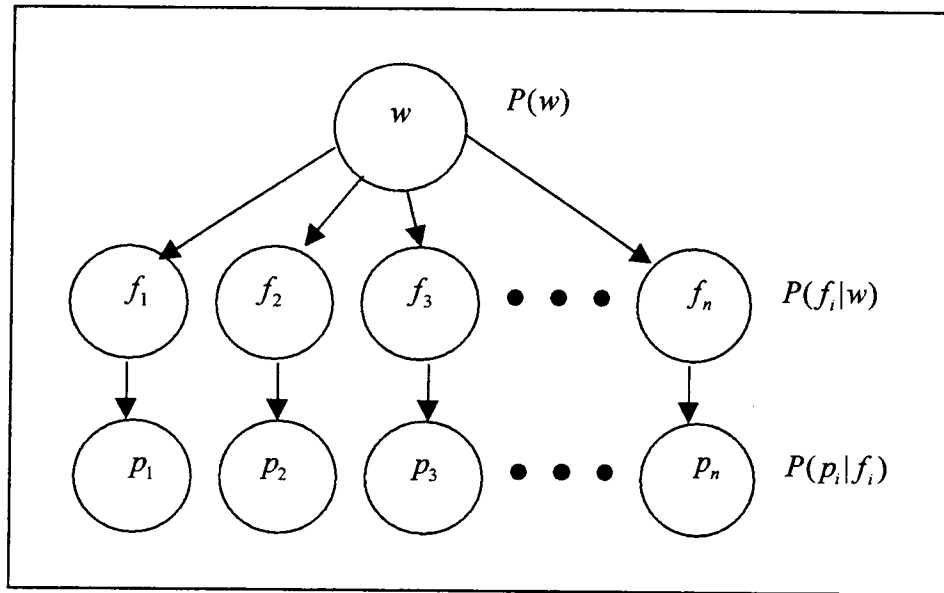 w P(w)
f₁ f₂ f₃ • • • fₙ P(fᵢ|w)
p₁ p₂ p₃ • • • pₙ P(pᵢ|fᵢ)